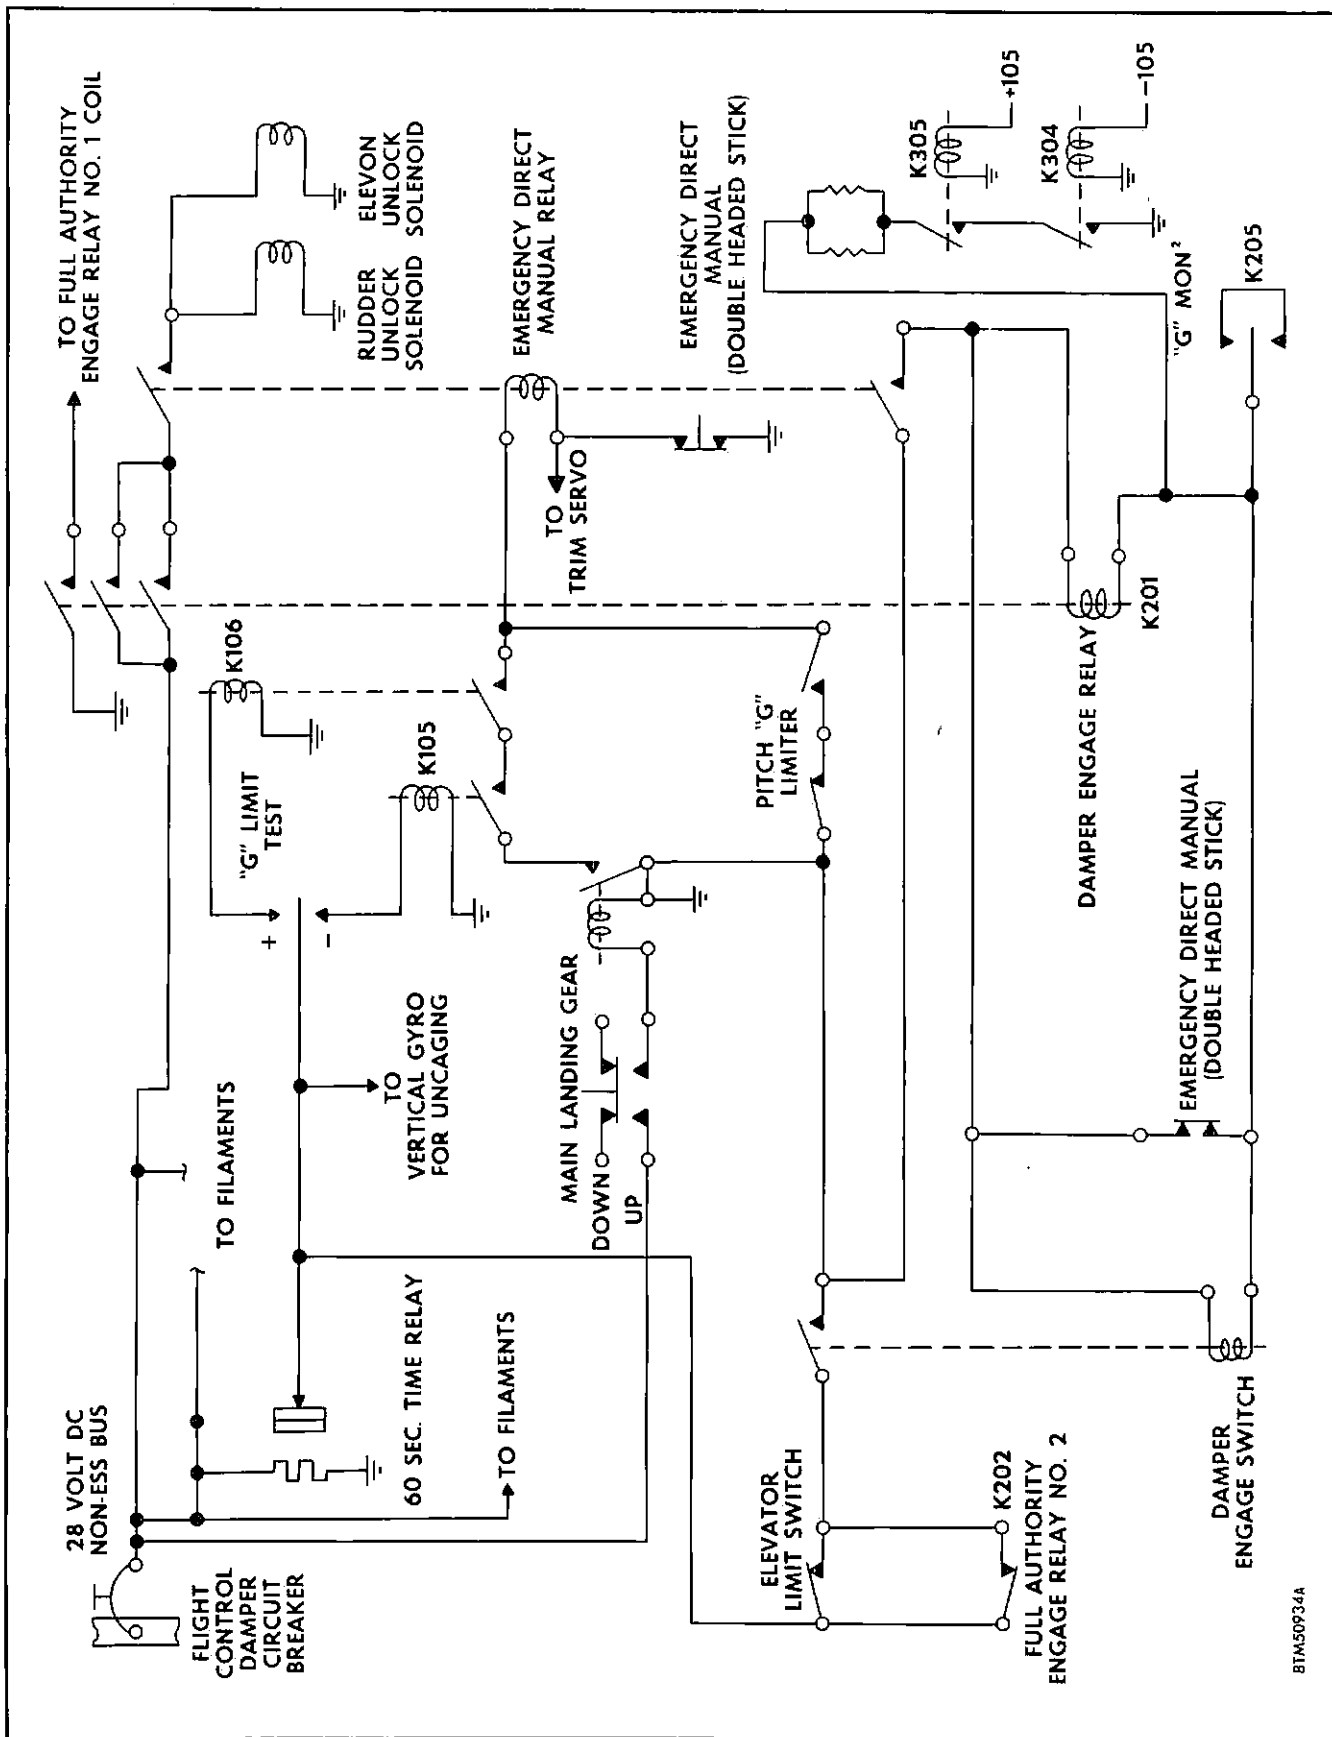 28 VOLT DC
NON-ESS BUS
FLIGHT
CONTROL
DAMPER
CIRCUIT
BREAKER
TO FILAMENTS
60 SEC. TIME RELAY
TO FILAMENTS
TO
VERTICAL GYRO
FOR UNCAGING
"G" LIMIT
TEST
+
-
K106
K105
TO FULL AUTHORITY
ENGAGE RELAY NO. 1 COIL
RUDDER
UNLOCK
SOLENOID
ELEVON
UNLOCK
SOLENOID
EMERGENCY DIRECT
MANUAL RELAY
TO
TRIM SERVO
EMERGENCY DIRECT
MANUAL
(DOUBLE HEADED STICK)
MAIN LANDING GEAR
DOWN
UP
PITCH "G"
LIMITER
ELEVATOR
LIMIT SWITCH
K202
FULL AUTHORITY
ENGAGE RELAY NO. 2
DAMPER
ENGAGE SWITCH
EMERGENCY DIRECT MANUAL
(DOUBLE HEADED STICK)
DAMPER ENGAGE RELAY
K201
K305
+105
K304
-105
"G" MON²
K205
BTM50934A